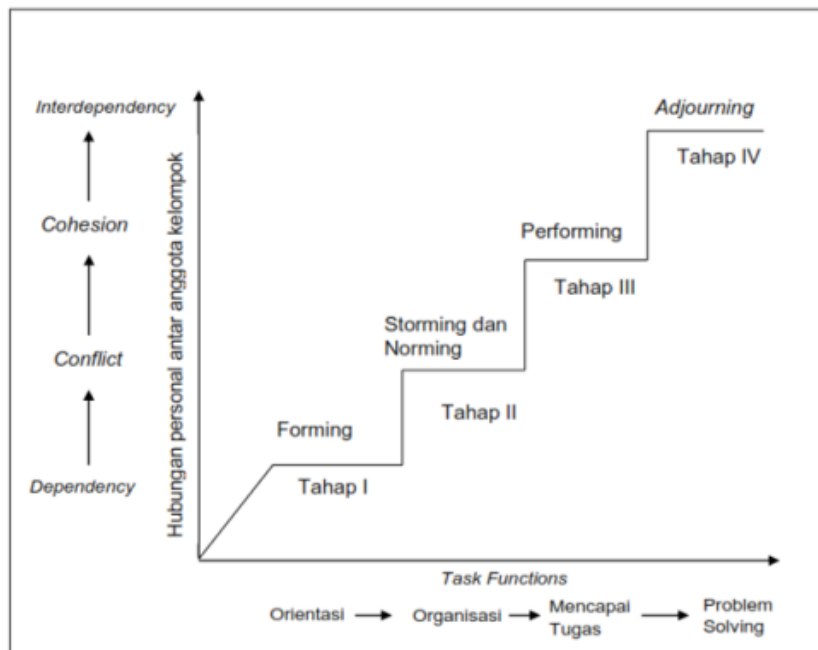 Interdependency
Cohesion
Conflict
Dependency
Hubungan personal antar anggota kelompok
Adjourning
Tahap IV
Performing
Tahap III
Storming dan
Norming
Tahap II
Forming
Tahap I
Task Functions
Orientasi
Organisasi
Mencapai
Tugas
Problem
Solving